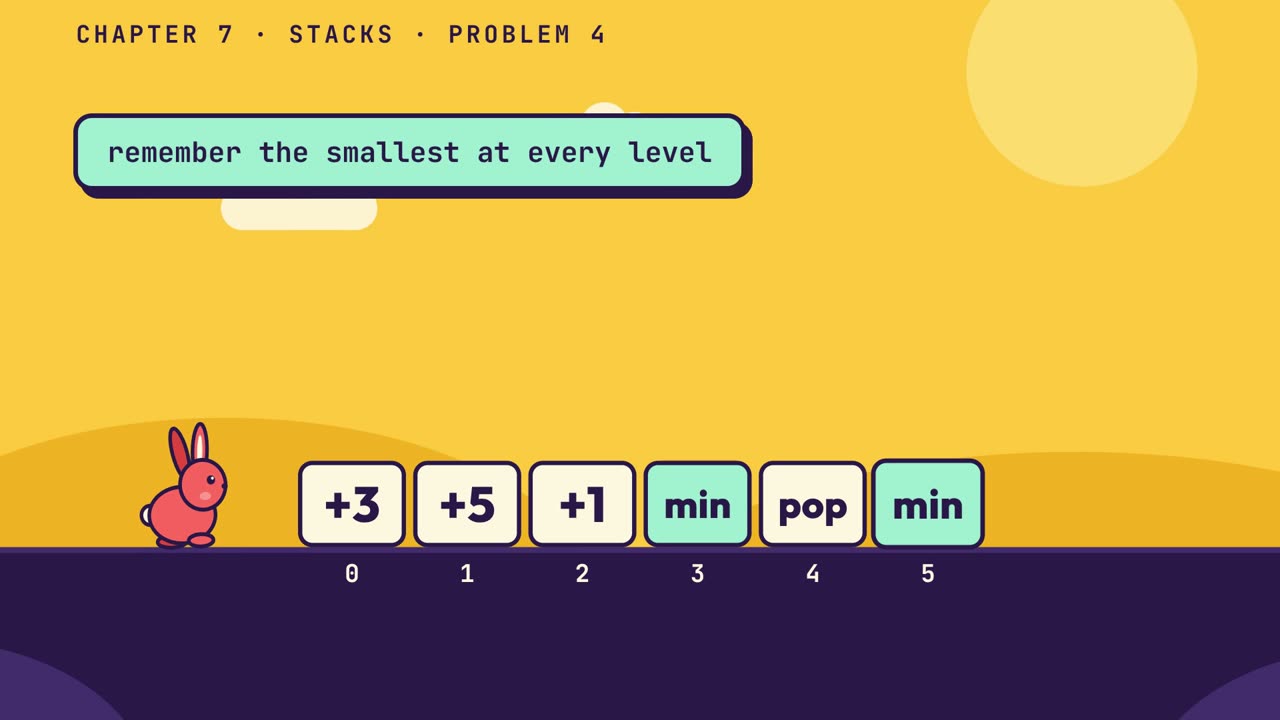 CHAPTER 7 · STACKS · PROBLEM 4
remember the smallest at every level
+3 +5 +1 min pop min
0 1 2 3 4 5